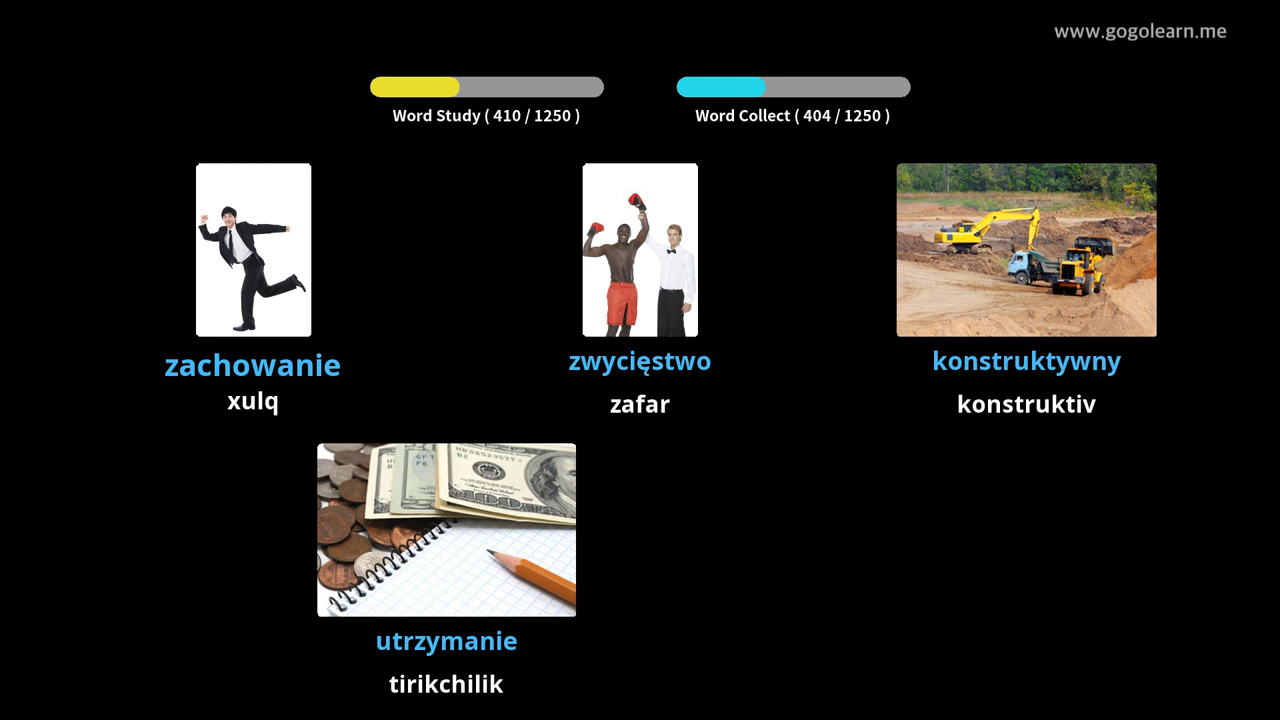 www.gogolearn.me
Word Study ( 410 / 1250 )
Word Collect ( 404 / 1250 )
zachowanie
xulq
zwycięstwo
zafar
konstruktywny
konstruktiv
utrzymanie
tirikchilik